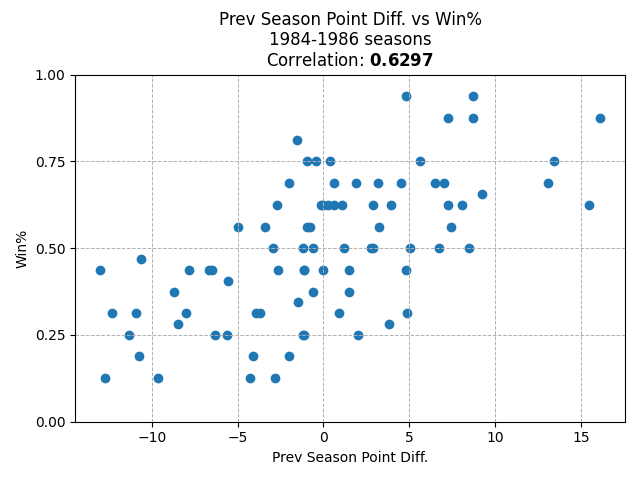 Prev Season Point Diff. vs Win%
1984-1986 seasons
Correlation: 0.6297
1.00
0.75
0.50
0.25
0.00
Win%
−10
−5
0
5
10
15
Prev Season Point Diff.